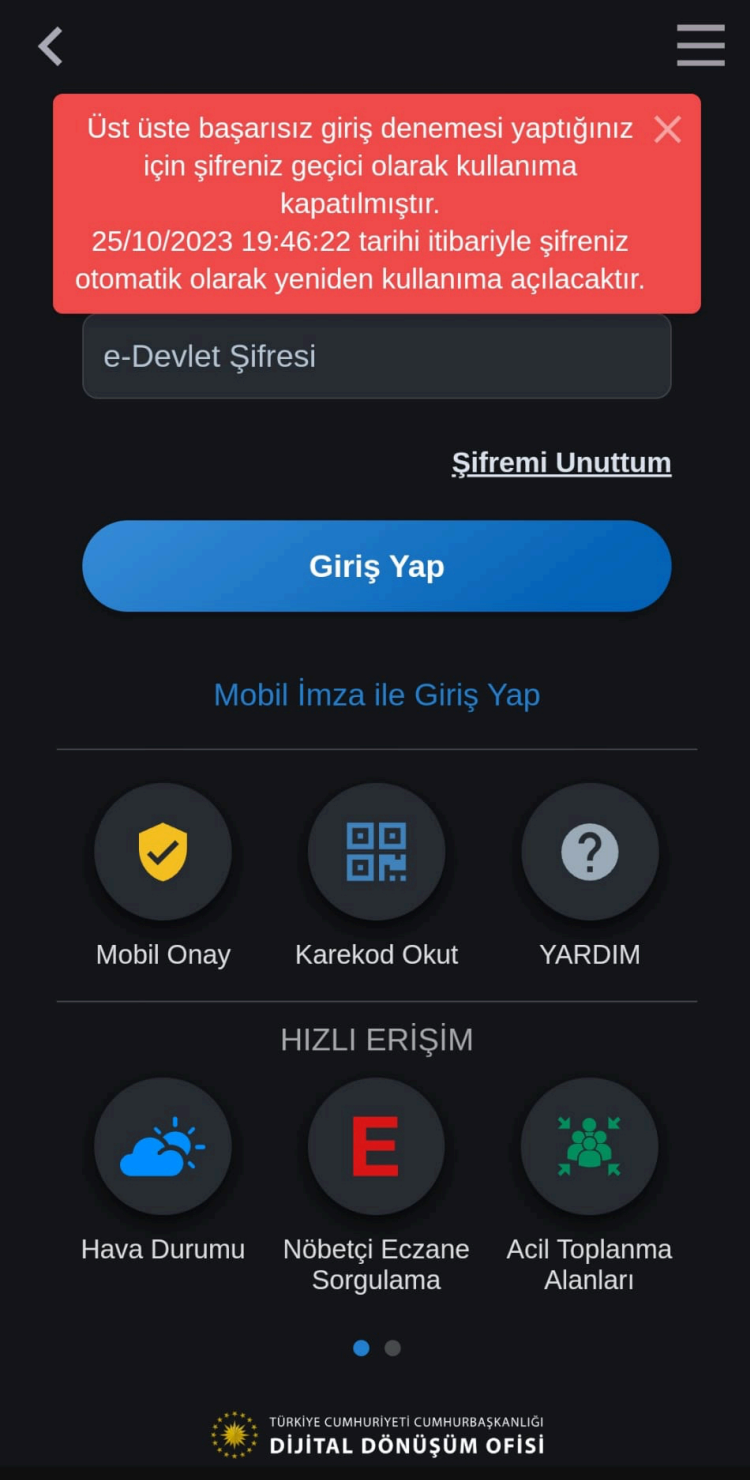 Üst üste başarısız giriş denemesi yaptığınız
için şifreniz geçici olarak kullanıma
kapatılmıştır.
25/10/2023 19:46:22 tarihi itibariyle şifreniz
otomatik olarak yeniden kullanıma açılacaktır.
e-Devlet Şifresi
Şifremi Unuttum
Giriş Yap
Mobil İmza ile Giriş Yap
Mobil Onay
Karekod Okut
YARDIM
HIZLI ERİŞİM
E
Hava Durumu
Nöbetçi Eczane
Sorgulama
Acil Toplanma
Alanları
TÜRKİYE CUMHURİYETİ CUMHURBAŞKANLIĞI
DİJİTAL DÖNÜŞÜM OFİSİ